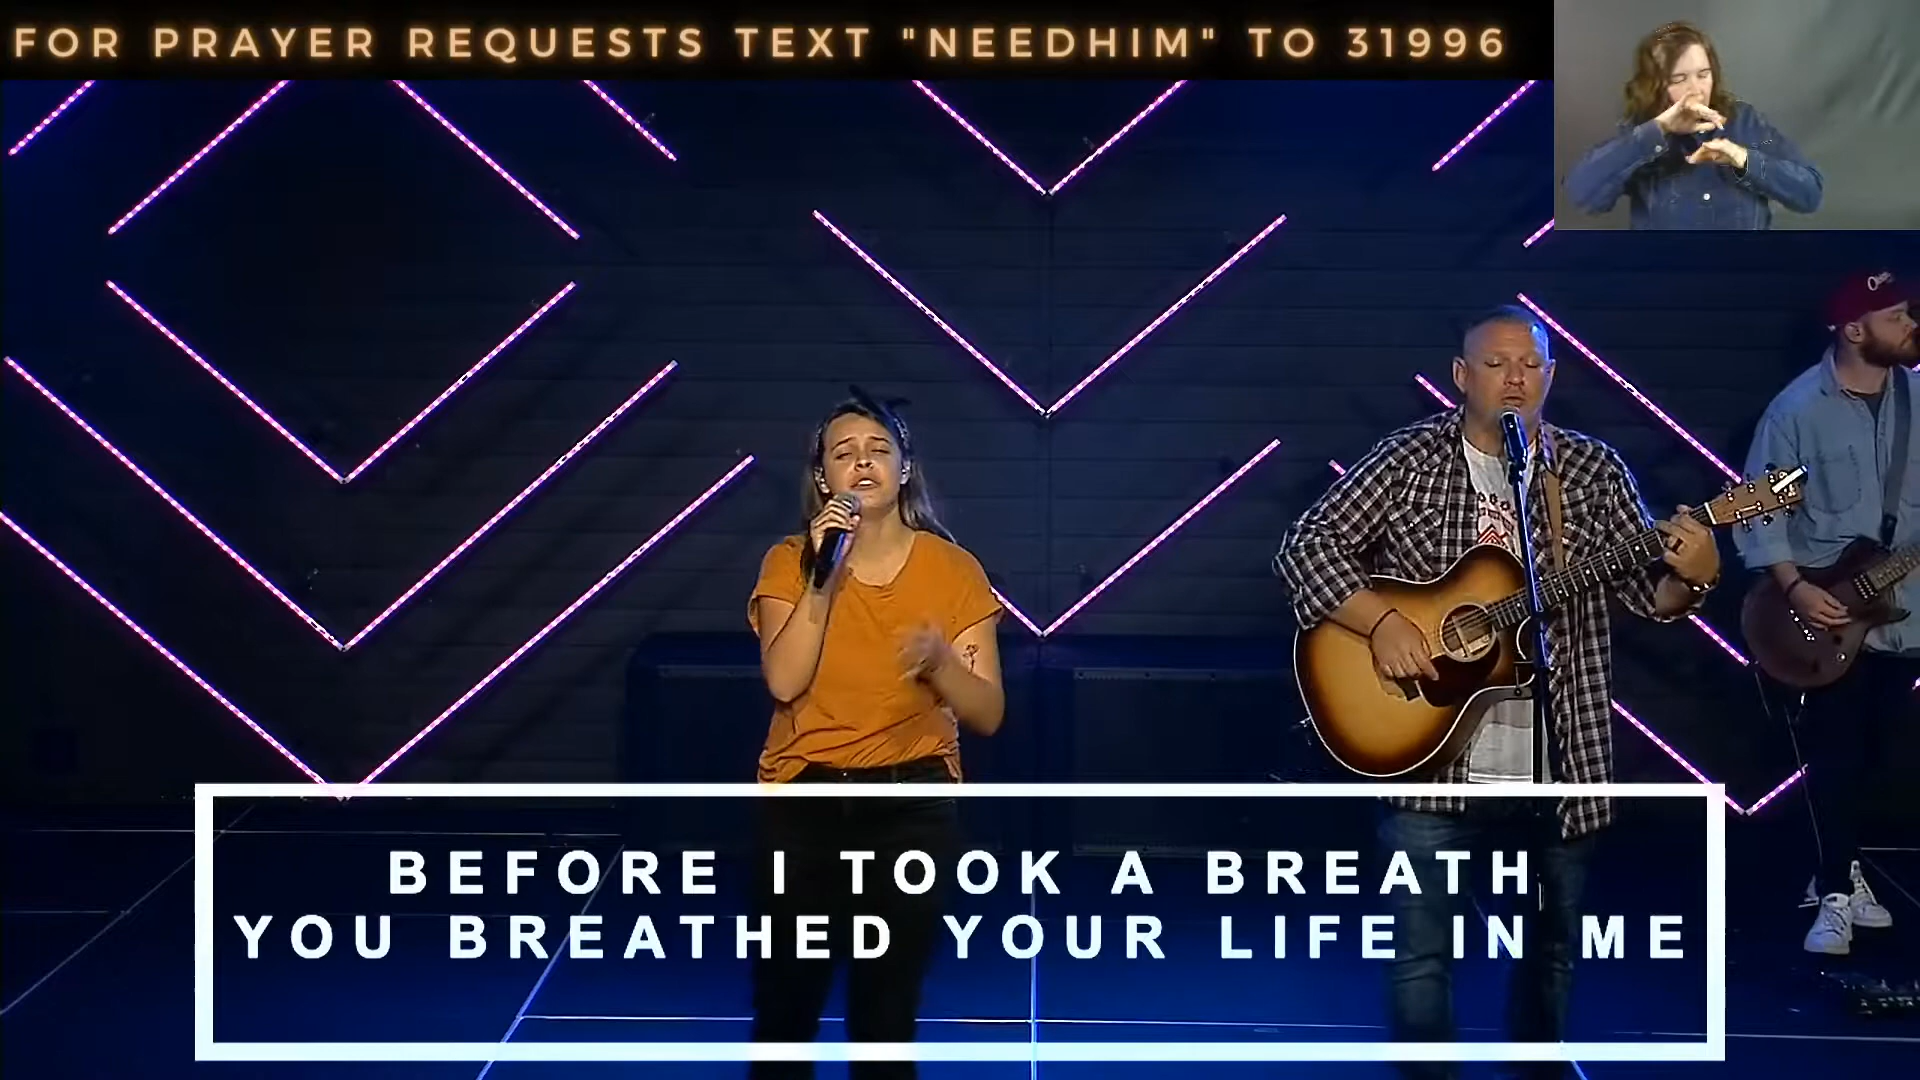 FOR PRAYER REQUESTS TEXT "NEEDHIM" TO 31996
BEFORE I TOOK A BREATH
YOU BREATHED YOUR LIFE IN ME